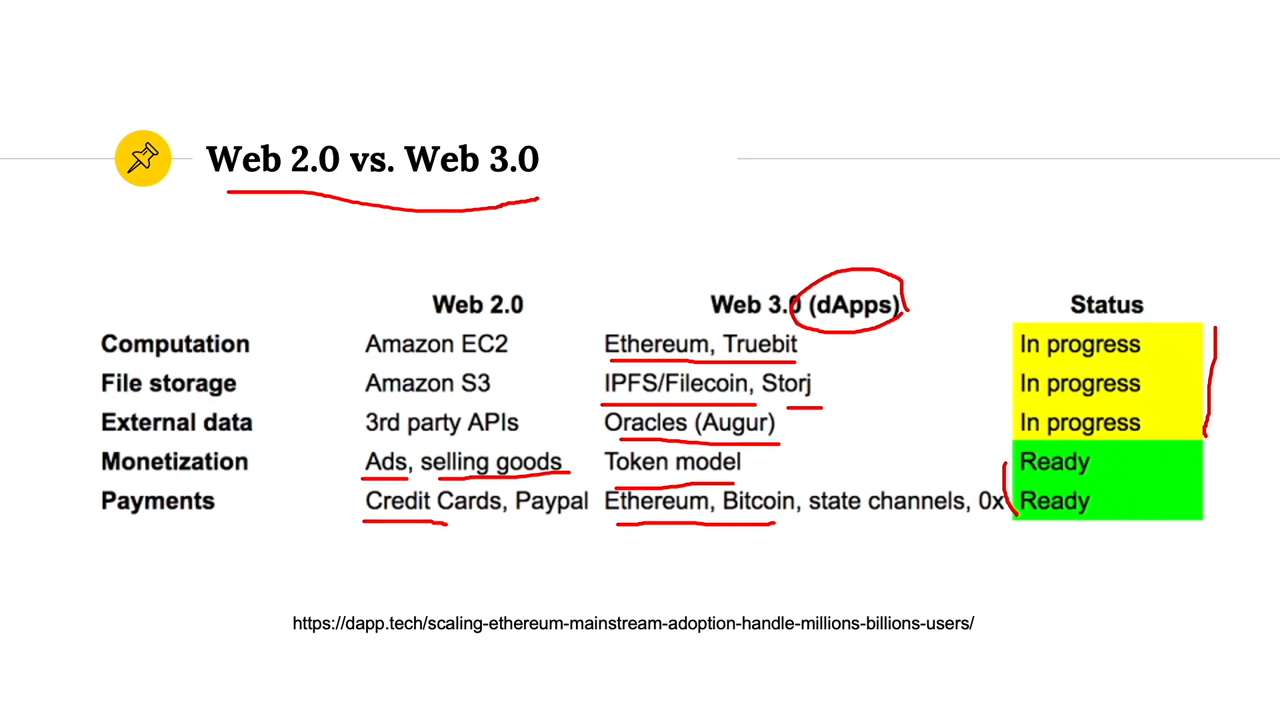 Web 2.0 vs. Web 3.0
Web 2.0 Web 3.0 (dApps) Status
Computation Amazon EC2 Ethereum, Truebit In progress
File storage Amazon S3 IPFS/Filecoin, Storj In progress
External data 3rd party APIs Oracles (Augur) In progress
Monetization Ads, selling goods Token model Ready
Payments Credit Cards, Paypal Ethereum, Bitcoin, state channels, 0x Ready
https://dapp.tech/scaling-ethereum-mainstream-adoption-handle-millions-billions-users/